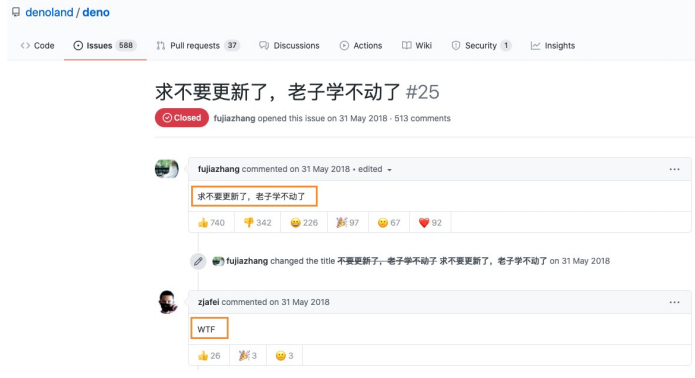 denoland / deno
Code Issues 588 Pull requests 37 Discussions Actions Wiki Security 1 Insights
求不要更新了，老子学不动了 #25
Closed fujiazhang opened this issue on 31 May 2018 · 513 comments
fujiazhang commented on 31 May 2018 • edited
求不要更新了，老子学不动了
👍 740 👎 342 😄 226 🎉 97 😕 67 ❤️ 92
fujiazhang changed the title 不要更新了，老子学不动了 求不要更新了，老子学不动了 on 31 May 2018
zjafei commented on 31 May 2018
WTF
👍 26 🎉 3 😄 3